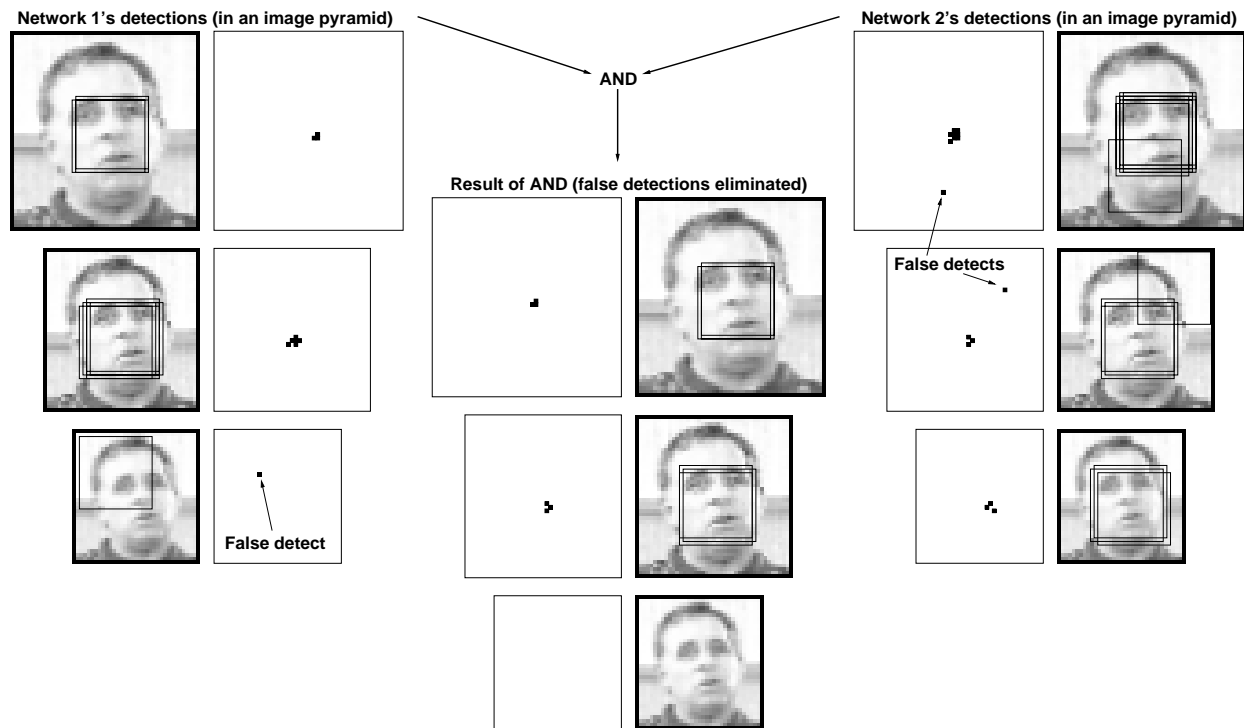 Network 1's detections (in an image pyramid)
Network 2's detections (in an image pyramid)
AND
Result of AND (false detections eliminated)
False detects
False detect